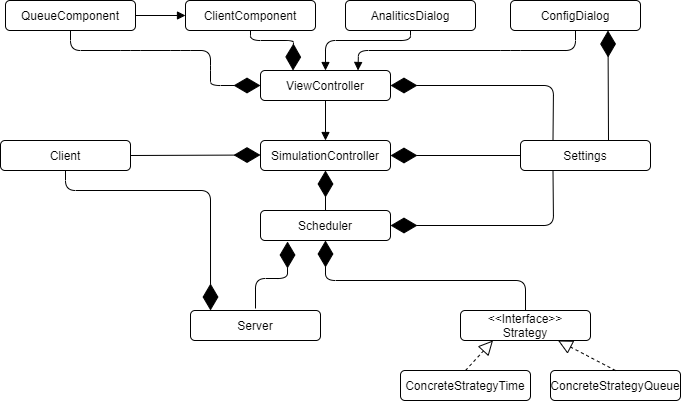 QueueComponent
ClientComponent
AnaliticsDialog
ConfigDialog
ViewController
Client
SimulationController
Settings
Scheduler
Server
<<Interface>>
Strategy
ConcreteStrategyTime
ConcreteStrategyQueue